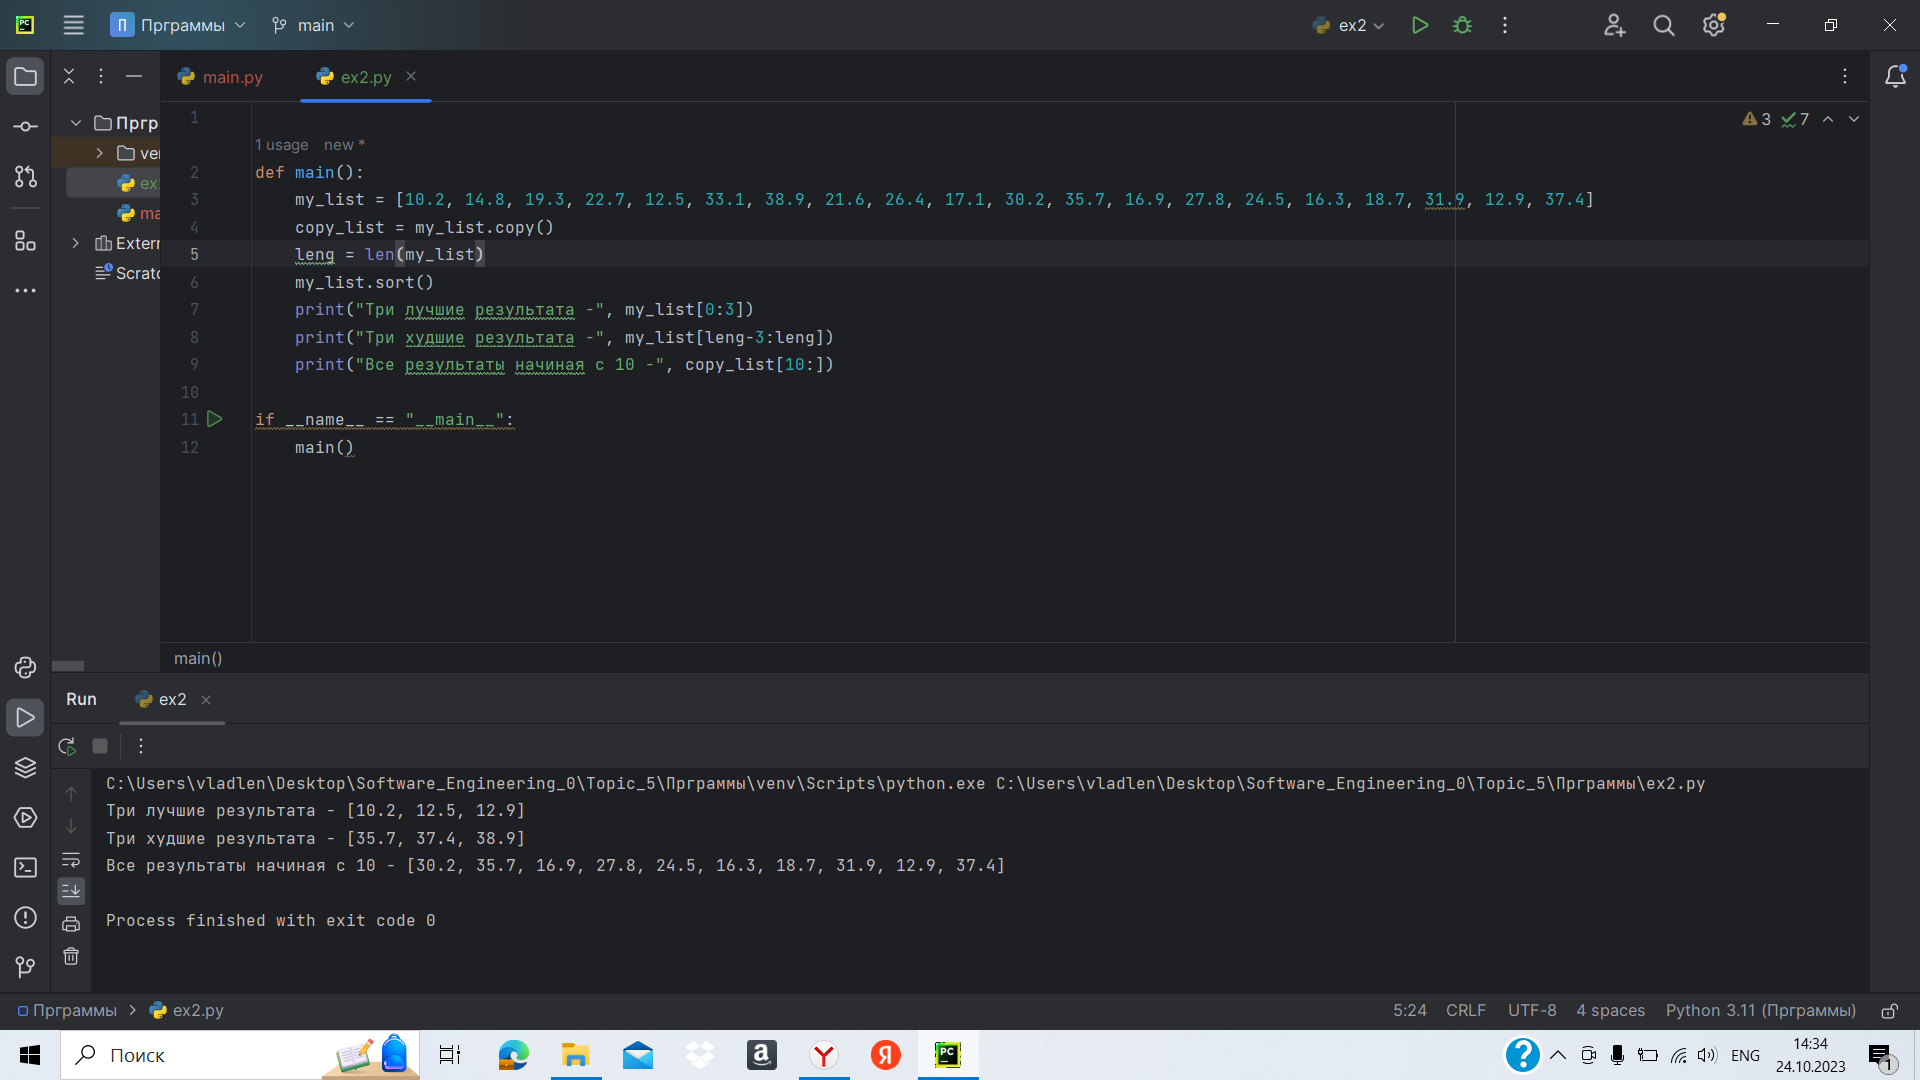 П Прграммы main ex2
main.py ex2.py
Пргр
1
3 7
1 usage new *
2 def main():
3 my_list = [10.2, 14.8, 19.3, 22.7, 12.5, 33.1, 38.9, 21.6, 26.4, 17.1, 30.2, 35.7, 16.9, 27.8, 24.5, 16.3, 18.7, 31.9, 12.9, 37.4]
4 copy_list = my_list.copy()
5 leng = len(my_list)
6 my_list.sort()
7 print("Три лучшие результата -", my_list[0:3])
8 print("Три худшие результата -", my_list[leng-3:leng])
9 print("Все результаты начиная с 10 -", copy_list[10:])
10
11 if __name__ == "__main__":
12 main()
ve
ex
ma
Exterr
Scratc
main()
Run ex2
C:\Users\vladlen\Desktop\Software_Engineering_0\Topic_5\Прграммы\venv\Scripts\python.exe C:\Users\vladlen\Desktop\Software_Engineering_0\Topic_5\Прграммы\ex2.py
Три лучшие результата - [10.2, 12.5, 12.9]
Три худшие результата - [35.7, 37.4, 38.9]
Все результаты начиная с 10 - [30.2, 35.7, 16.9, 27.8, 24.5, 16.3, 18.7, 31.9, 12.9, 37.4]
Process finished with exit code 0
Прграммы ex2.py 5:24 CRLF UTF-8 4 spaces Python 3.11 (Прграммы)
Поиск
ENG
14:34
24.10.2023
1